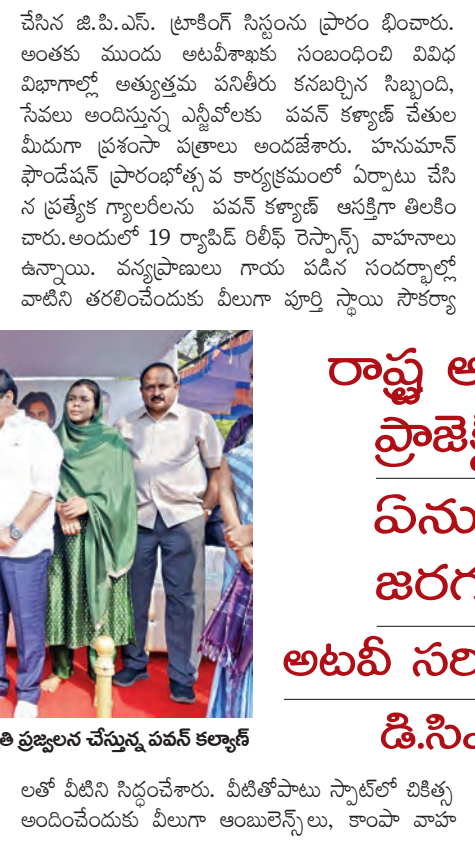 చేసిన జి.పి.ఎస్. ట్రాకింగ్ సిస్టంను ప్రారం భించారు.
అంతకు ముందు అటవీశాఖకు సంబంధించి వివిధ
విభాగాల్లో అత్యుత్తమ పనితీరు కనబర్చిన సిబ్బంది,
సేవలు అందిస్తున్న ఎన్జీవోలకు పవన్ కళ్యాణ్ చేతుల
మీదుగా ప్రశంసా పత్రాలు అందజేశారు. హనుమాన్
ఫౌండేషన్ ప్రారంభోత్స వ కార్యక్రమంలో ఏర్పాటు చేసి
న ప్రత్యేక గ్యాలరీలను పవన్ కళ్యాణ్ ఆసక్తిగా తిలకిం
చారు.అందులో 19 ర్యాపిడ్ రిలీఫ్ రెస్పాన్స్ వాహనాలు
ఉన్నాయి. వన్యప్రాణులు గాయ పడిన సందర్భాల్లో
వాటిని తరలించేందుకు వీలుగా పూర్తి స్థాయి సౌకర్యా
తి ప్రజ్వలన చేస్తున్న పవన్ కల్యాణ్
లతో వీటిని సిద్ధంచేశారు. వీటితోపాటు స్పాట్‌లో చికిత్స
అందించేందుకు వీలుగా ఆంబులెన్స్‌లు, కాంపా వాహ
రాష్ట్ర అ
ప్రాజెక్
ఏను
జరగ
అటవీ సరి
డి.సిం